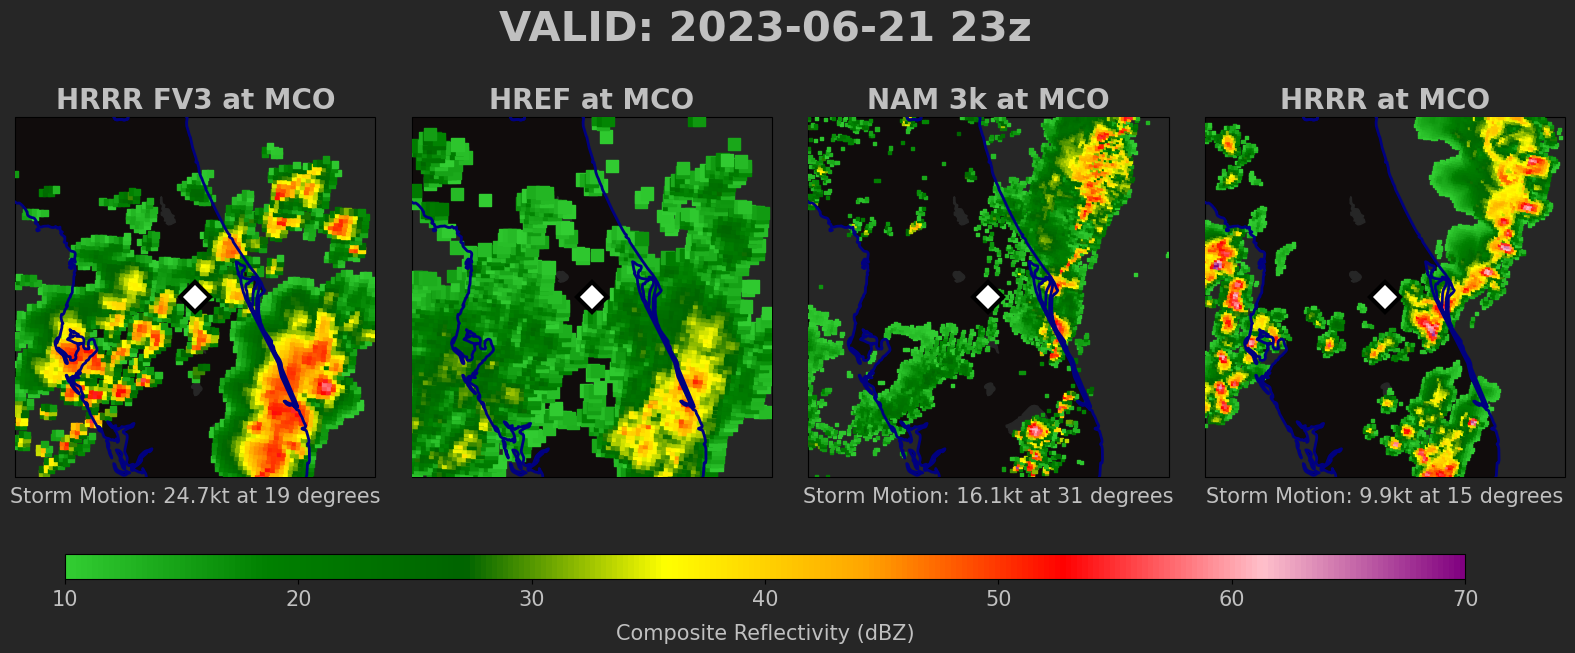 VALID: 2023-06-21 23z
HRRR FV3 at MCO
HREF at MCO
NAM 3k at MCO
HRRR at MCO
Storm Motion: 24.7kt at 19 degrees
Storm Motion: 16.1kt at 31 degrees
Storm Motion: 9.9kt at 15 degrees
10 20 30 40 50 60 70
Composite Reflectivity (dBZ)